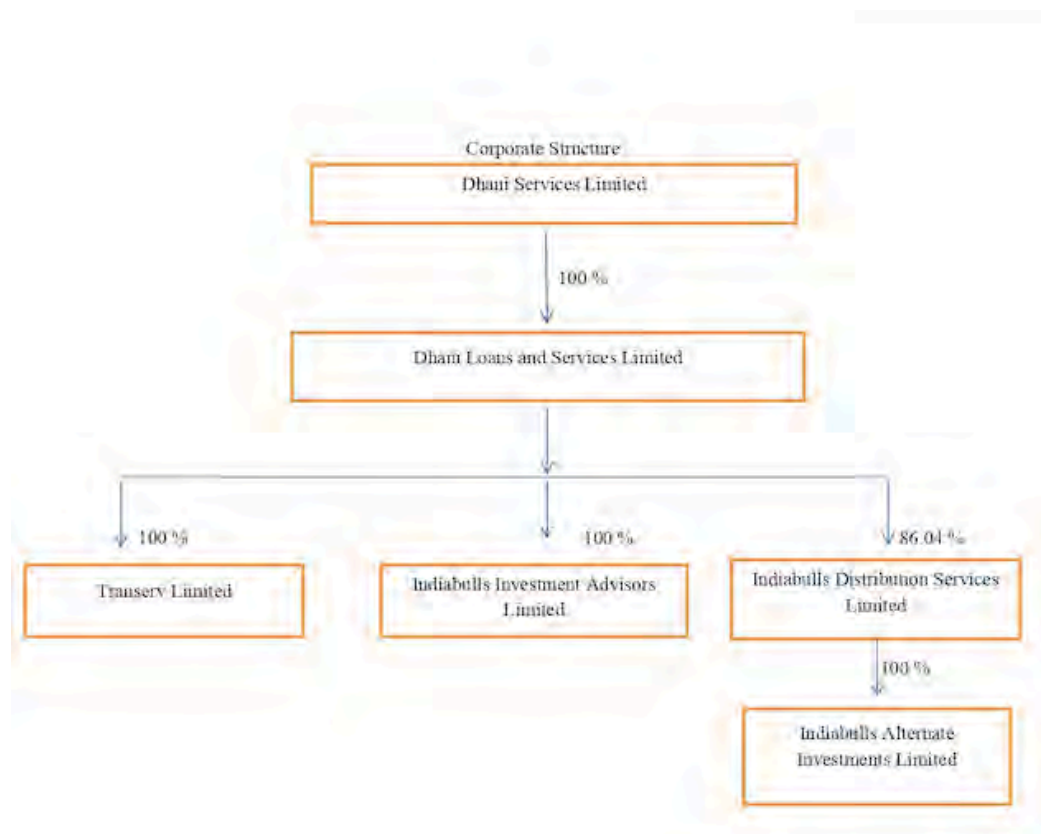 Corporate Structure
Dhani Services Limited
100 %
Dhani Loans and Services Limited
100 %
100 %
86.04 %
Transerv Limited
Indiabulls Investment Advisors
Limited
Indiabulls Distribution Services
Limited
100 %
Indiabulls Alternate
Investments Limited